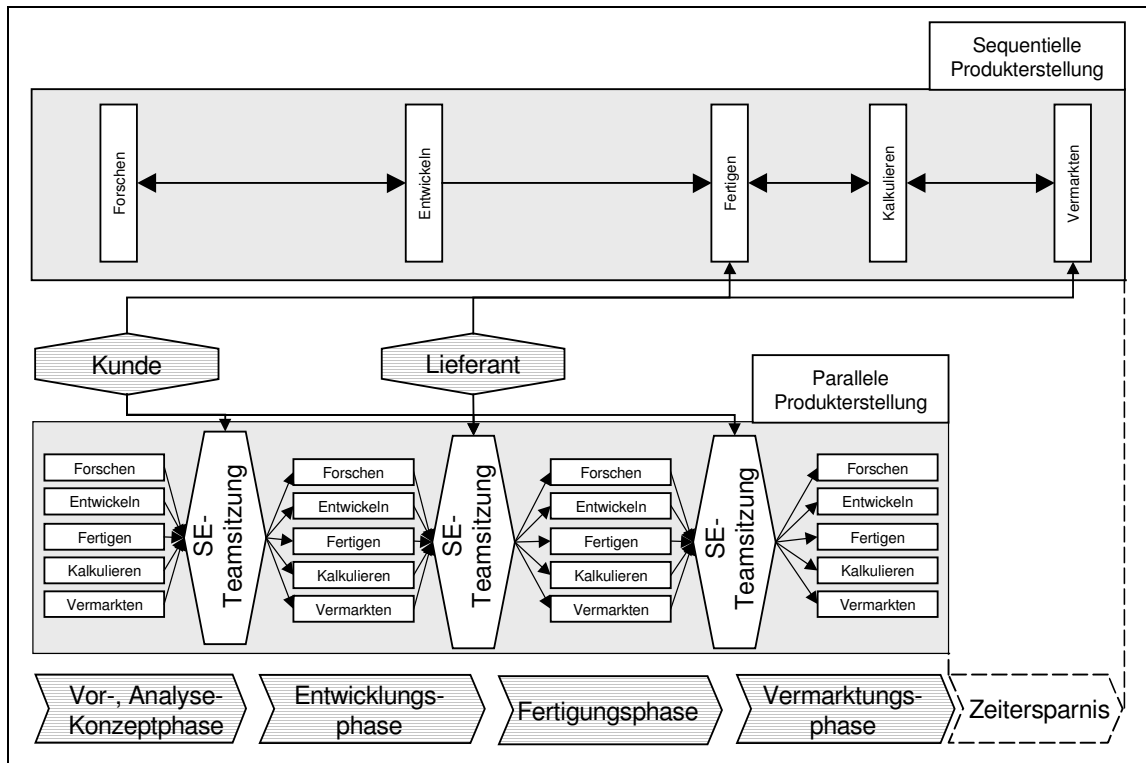 Sequentielle
Produkterstellung
Forschen
Entwickeln
Fertigen
Kalkulieren
Vermarkten
Kunde
Lieferant
Parallele
Produkterstellung
Forschen
Entwickeln
Fertigen
Kalkulieren
Vermarkten
SE-
Teamsitzung
Forschen
Entwickeln
Fertigen
Kalkulieren
Vermarkten
SE-
Teamsitzung
Forschen
Entwickeln
Fertigen
Kalkulieren
Vermarkten
SE-
Teamsitzung
Forschen
Entwickeln
Fertigen
Kalkulieren
Vermarkten
Vor-, Analyse-
Konzeptphase
Entwicklungs-
phase
Fertigungsphase
Vermarktungs-
phase
Zeitersparnis